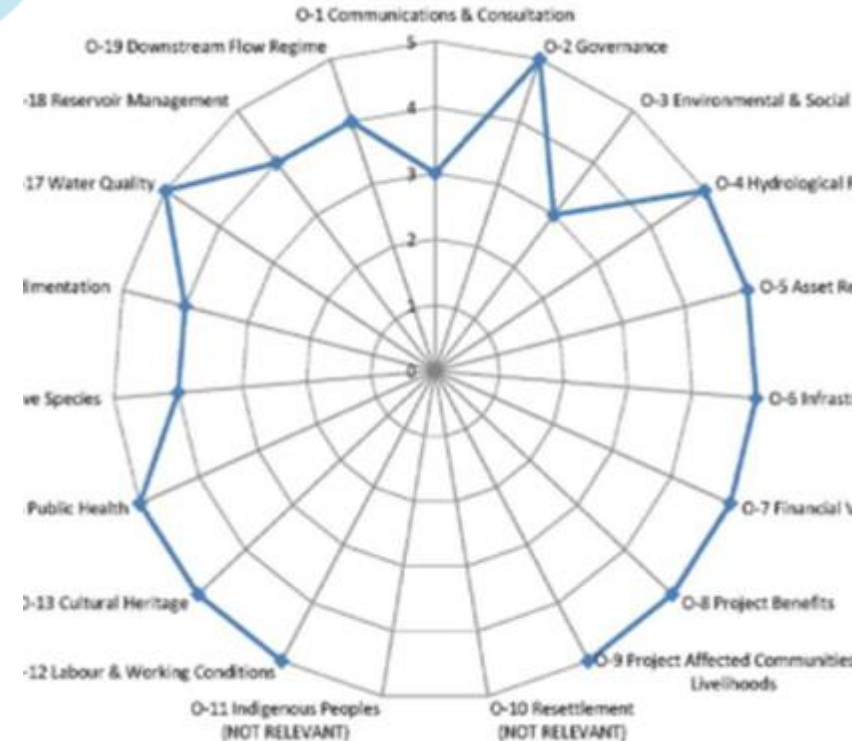 O-1 Communications & Consultation
O-2 Governance
O-3 Environmental & Social
O-4 Hydrological
O-5 Asset Re
O-6 Infrast
O-7 Financial
O-8 Project Benefits
O-9 Project Affected Communities
Livelihoods
O-10 Resettlement
(NOT RELEVANT)
O-11 Indigenous Peoples
(NOT RELEVANT)
-12 Labour & Working Conditions
-13 Cultural Heritage
Public Health
ve Species
imentation
17 Water Quality
-18 Reservoir Management
O-19 Downstream Flow Regime
5
4
3
2
1
0